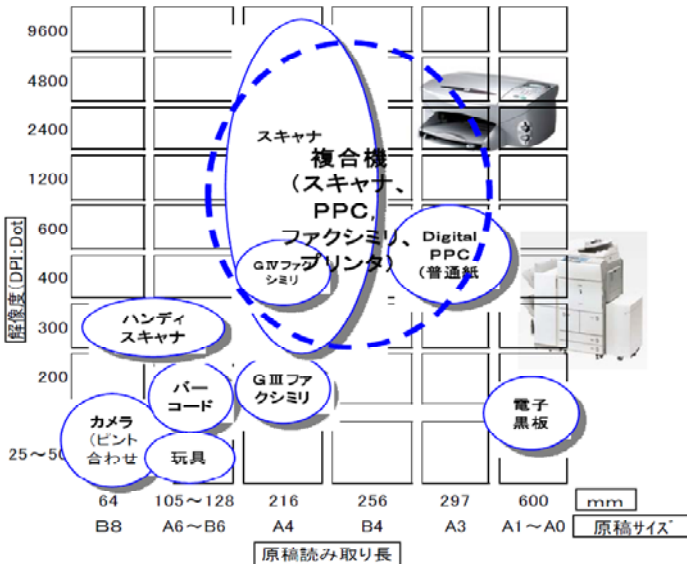 9600
4800
2400
1200
600
400
300
200
25～50
解像度(DPI:Dot
スキャナ
複合機
(スキャナ、
PPC,
ファクシミリ、
プリンタ)
GⅣファク
シミリ
Digital
PPC
(普通紙
ハンディ
スキャナ
バー
コード
GⅢファ
クシミリ
カメラ
(ピント
合わせ
玩具
電子
黒板
64 105～128 216 256 297 600 mm
B8 A6～B6 A4 B4 A3 A1～A0 原稿サイズ
原稿読み取り長